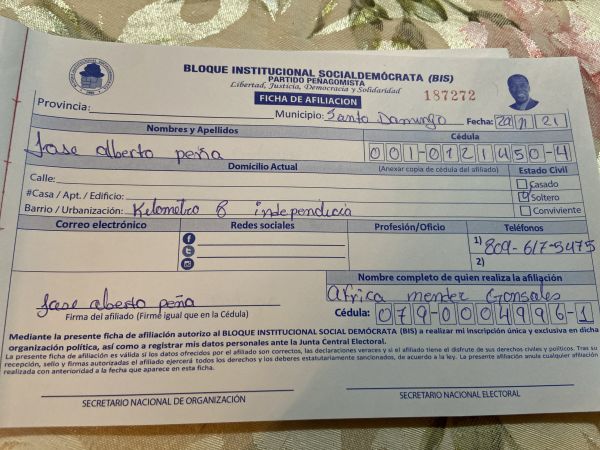 BLOQUE INSTITUCIONAL SOCIALDEMÓCRATA (BIS)
PARTIDO PEÑAGOMISTA
Libertad, Justicia, Democracia y Solidaridad
FICHA DE AFILIACION
187272
Provincia: Municipio: Santo Domingo Fecha: 29/11/21
Nombres y Apellidos Cédula
Jose alberto peña 001-0121450-4
Domicilio Actual (Anexar copia de cédula del afiliado) Estado Civil
Calle: Casado
#Casa / Apt. / Edificio: Soltero
Barrio / Urbanización: Kilometro 8 independicia Conviviente
Correo electrónico Redes sociales Profesión/Oficio Teléfonos
1) 809-617-5475
2)
Nombre completo de quien realiza la afiliación
Jose alberto peña Africa mendez Gonsales
Firma del afiliado (Firme igual que en la Cédula) Cédula: 079-0004996-1
Mediante la presente ficha de afiliación autorizo al BLOQUE INSTITUCIONAL SOCIAL DEMÓCRATA (BIS) a realizar mi inscripción única y exclusiva en dicha
organización política, así como a registrar mis datos personales ante la Junta Central Electoral.
La presente ficha de afiliación es válida si los datos ofrecidos por el afiliado son correctos, las declaraciones veraces y si el afiliado tiene el disfrute de sus derechos civiles y políticos. Tras su
recepción, sello y firmas autorizadas el afiliado ejercerá todos los derechos y los deberes estatutariamente sancionados, de acuerdo a la ley. La presente afiliación anula cualquier afiliación
realizada con anterioridad a la fecha que aparece en esta ficha.
SECRETARIO NACIONAL DE ORGANIZACIÓN SECRETARIO NACIONAL ELECTORAL